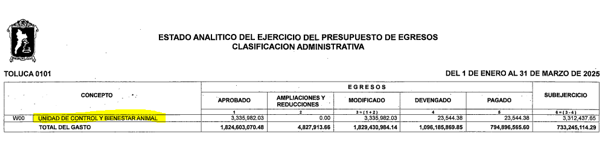 ESTADO ANALITICO DEL EJERCICIO DEL PRESUPUESTO DE EGRESOS
CLASIFICACION ADMINISTRATIVA
TOLUCA 0101 DEL 1 DE ENERO AL 31 DE MARZO DE 2025
CONCEPTO EGRESOS SUBEJERCICIO
APROBADO AMPLIACIONES Y REDUCCIONES MODIFICADO DEVENGADO PAGADO
1 2 3 = (1 + 2) 4 5 6 = (3 - 4)
W00 UNIDAD DE CONTROL Y BIENESTAR ANIMAL 3,335,982.03 0.00 3,335,982.03 23,544.38 23,544.38 3,312,437.65
TOTAL DEL GASTO 1,824,603,070.48 4,827,913.66 1,829,430,984.14 1,096,185,869.85 794,896,565.60 733,245,114.29